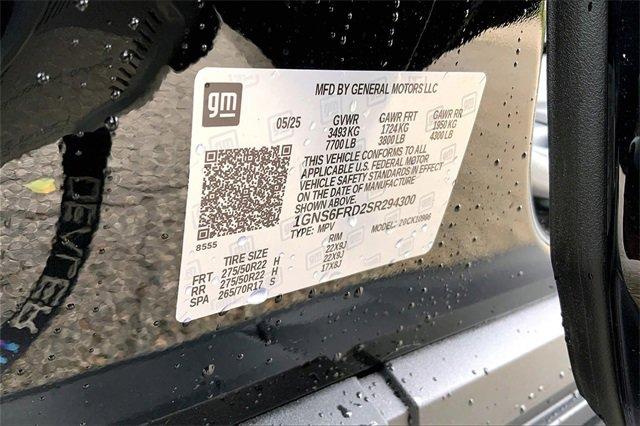 gm
MFD BY GENERAL MOTORS LLC
05/25
GVWR
3493 KG
7700 LB
GAWR FRT
1724 KG
3800 LB
GAWR RR
1950 KG
4300 LB
THIS VEHICLE CONFORMS TO ALL
APPLICABLE U.S. FEDERAL MOTOR
VEHICLE SAFETY STANDARDS IN EFFECT
ON THE DATE OF MANUFACTURE
SHOWN ABOVE.
1GNS6FRD2SR294300
TYPE: MPV
MODEL: 20CK10906
8555
TIRE SIZE
RIM
FRT 275/50R22 H 22X9J
RR 275/50R22 H 22X9J
SPA 265/70R17 S 17X8J